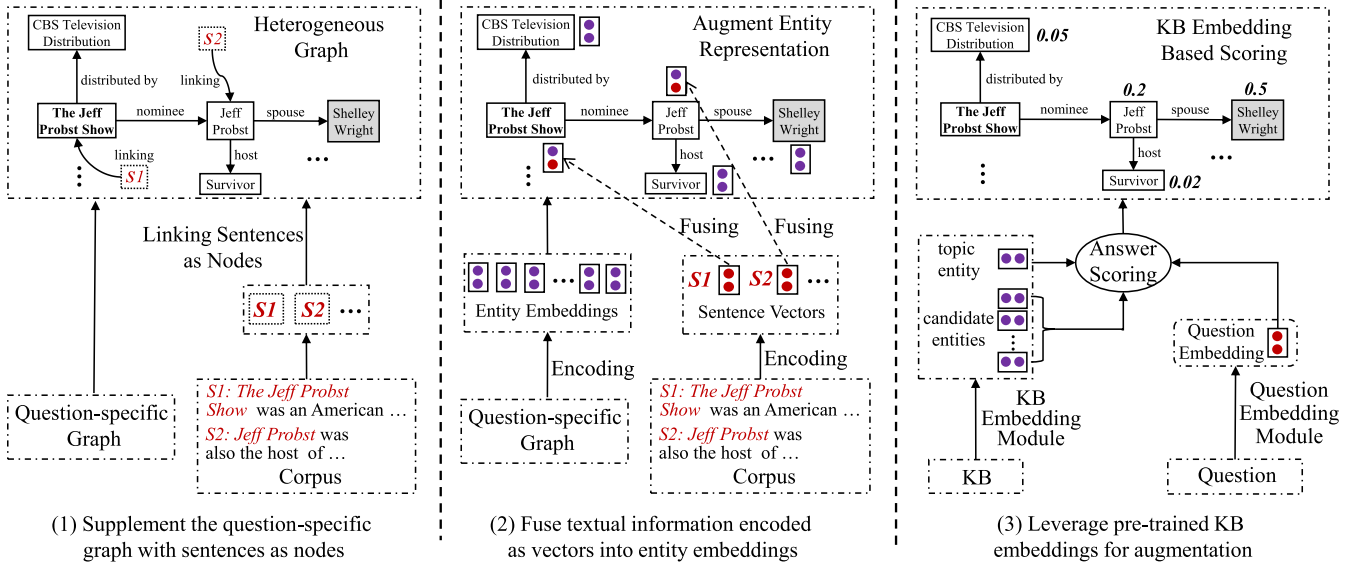 Heterogeneous
Graph
CBS Television
Distribution
S2
distributed by
linking
The Jeff
Probst Show
nominee
Jeff
Probst
spouse
Shelley
Wright
linking
S1
host
Survivor
...
Linking Sentences
as Nodes
S1 S2 ...
Question-specific
Graph
S1: The Jeff Probst
Show was an American ...
S2: Jeff Probst was
also the host of ...
Corpus
(1) Supplement the question-specific
graph with sentences as nodes
Augment Entity
Representation
CBS Television
Distribution
distributed by
The Jeff
Probst Show
nominee
Jeff
Probst
spouse
Shelley
Wright
host
Survivor
...
Fusing
Fusing
Entity Embeddings
S1 S2 ...
Sentence Vectors
Encoding
Encoding
Question-specific
Graph
S1: The Jeff Probst
Show was an American ...
S2: Jeff Probst was
also the host of ...
Corpus
(2) Fuse textual information encoded
as vectors into entity embeddings
KB Embedding
Based Scoring
CBS Television
Distribution
0.05
distributed by
The Jeff
Probst Show
nominee
0.2
Jeff
Probst
spouse
0.5
Shelley
Wright
host
Survivor
0.02
...
topic
entity
candidate
entities
Answer
Scoring
Question
Embedding
KB
Embedding
Module
Question
Embedding
Module
KB
Question
(3) Leverage pre-trained KB
embeddings for augmentation